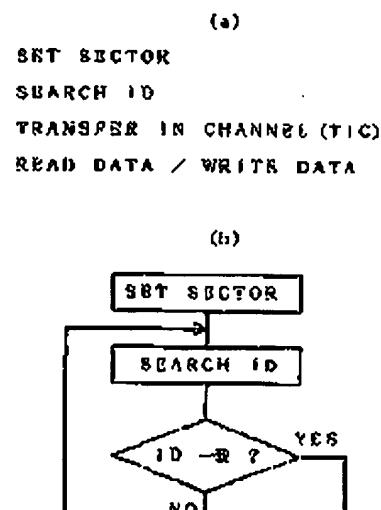 (a)
SET SECTOR
SEARCH ID
TRANSFER IN CHANNEL (TIC)
READ DATA / WRITE DATA
(b)
SET SECTOR
SEARCH ID
ID =R ?
YES
NO